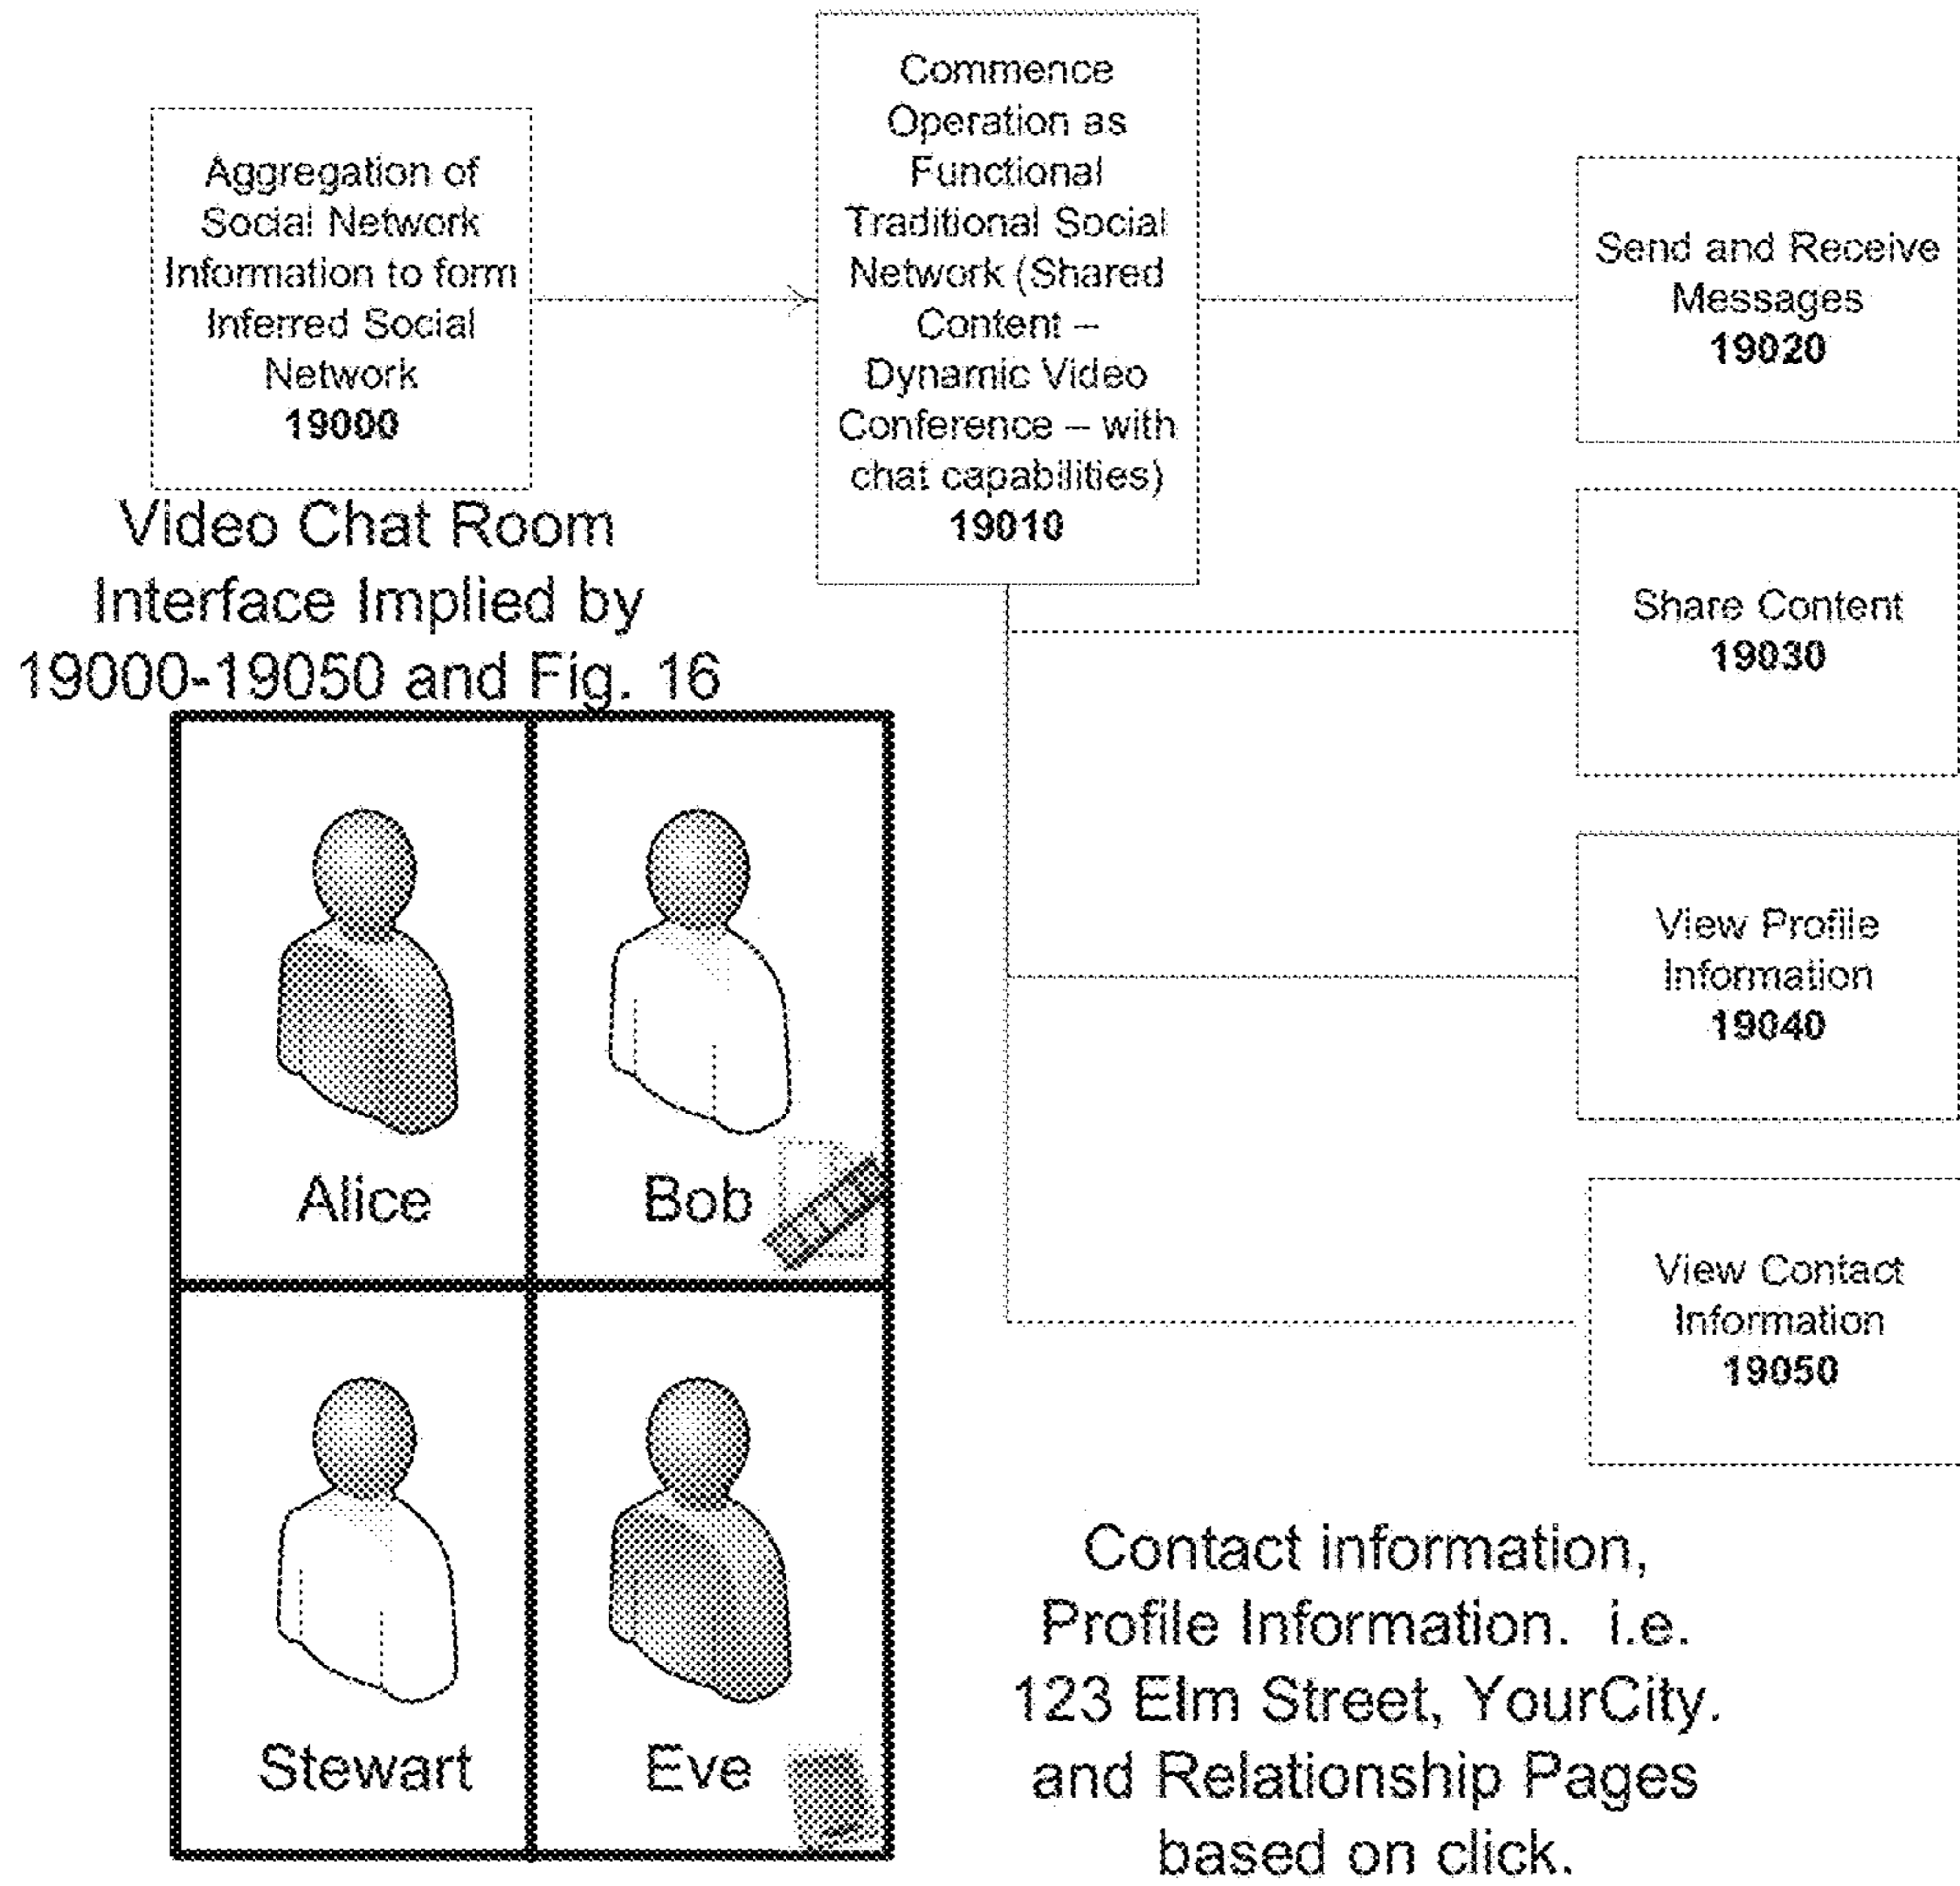 Aggregation of
Social Network
Information to form
Inferred Social
Network
19000
Commence
Operation as
Functional
Traditional Social
Network (Shared
Content –
Dynamic Video
Conference – with
chat capabilities)
19010
Send and Receive
Messages
19020
Share Content
19030
View Profile
Information
19040
View Contact
Information
19050
Video Chat Room
Interface Implied by
19000-19050 and Fig. 16
Alice
Bob
Stewart
Eve
Contact information,
Profile Information. i.e.
123 Elm Street, YourCity.
and Relationship Pages
based on click.